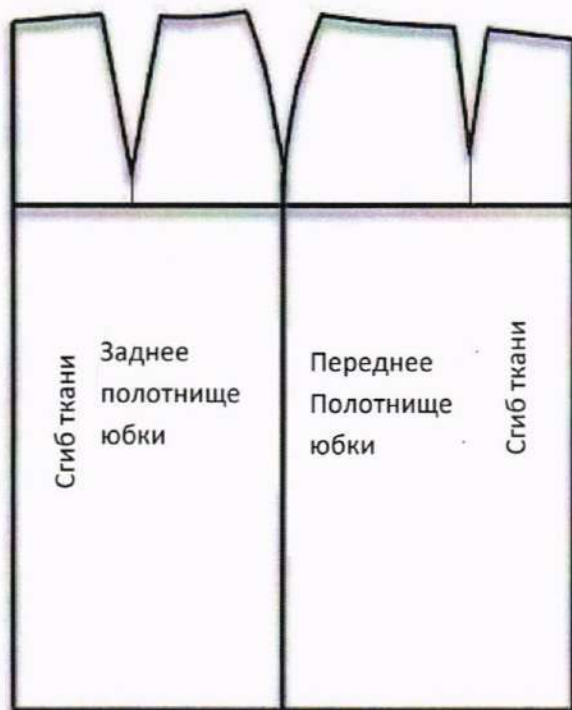 Сгиб ткани
Заднее
полотнище
юбки
Переднее
Полотнище
юбки
Сгиб ткани